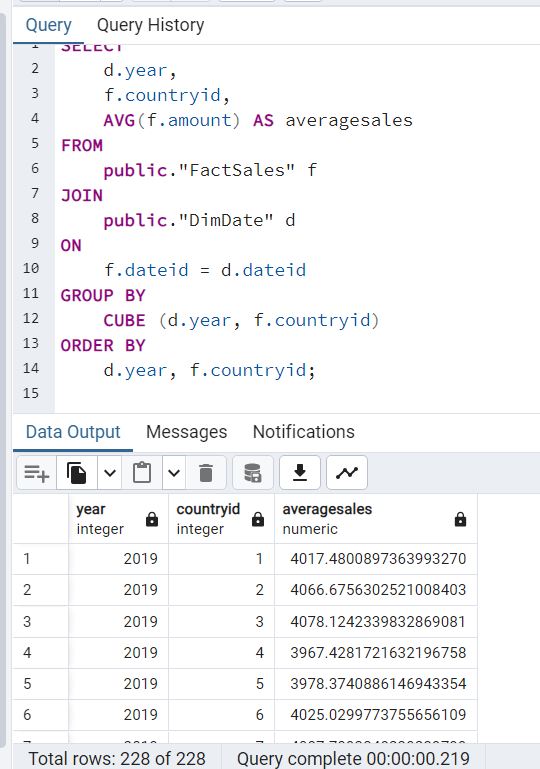 Query Query History
1 SELECT
2 d.year,
3 f.countryid,
4 AVG(f.amount) AS averagesales
5 FROM
6 public."FactSales" f
7 JOIN
8 public."DimDate" d
9 ON
10 f.dateid = d.dateid
11 GROUP BY
12 CUBE (d.year, f.countryid)
13 ORDER BY
14 d.year, f.countryid;
15
Data Output Messages Notifications
year countryid averagesales
integer integer numeric
1 2019 1 4017.4800897363993270
2 2019 2 4066.6756302521008403
3 2019 3 4078.1242339832869081
4 2019 4 3967.4281721632196758
5 2019 5 3978.3740886146943354
6 2019 6 4025.0299773755656109
Total rows: 228 of 228 Query complete 00:00:00.219